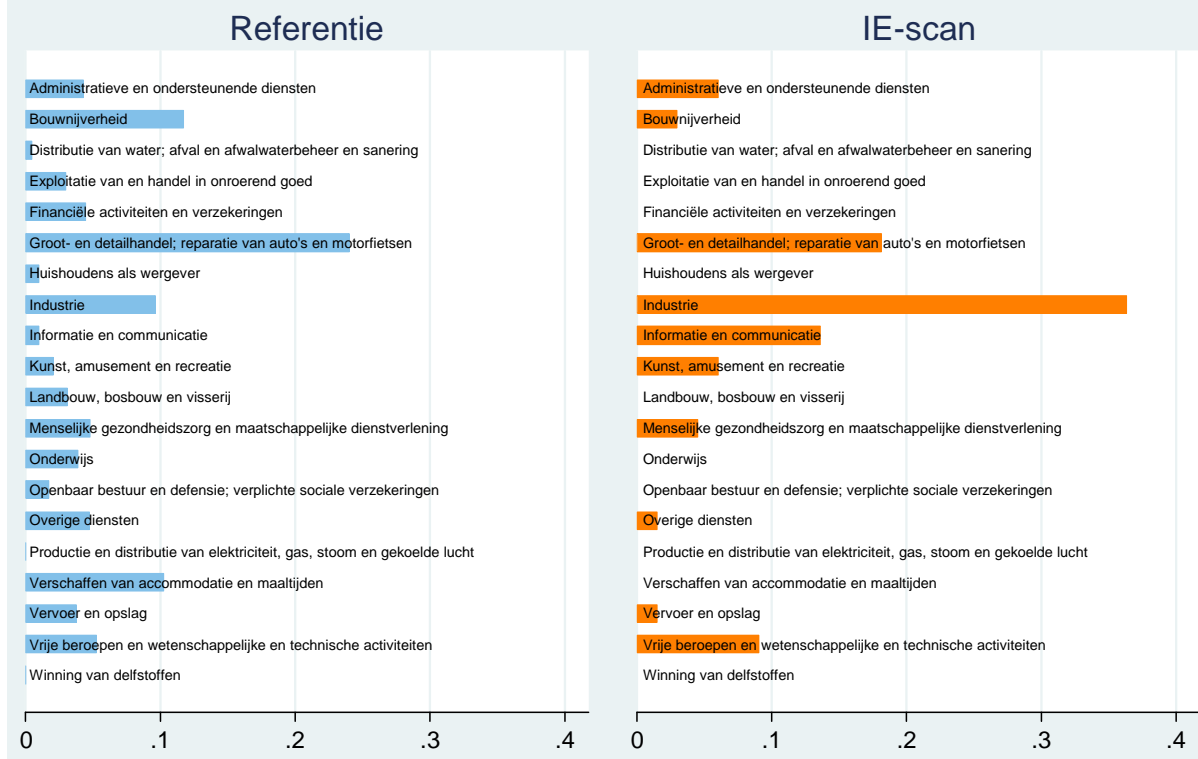 Referentie
Administratieve en ondersteunende diensten
Bouwnijverheid
Distributie van water; afval en afwalwaterbeheer en sanering
Exploitatie van en handel in onroerend goed
Financiële activiteiten en verzekeringen
Groot- en detailhandel; reparatie van auto's en motorfietsen
Huishoudens als wergever
Industrie
Informatie en communicatie
Kunst, amusement en recreatie
Landbouw, bosbouw en visserij
Menselijke gezondheidszorg en maatschappelijke dienstverlening
Onderwijs
Openbaar bestuur en defensie; verplichte sociale verzekeringen
Overige diensten
Productie en distributie van elektriciteit, gas, stoom en gekoelde lucht
Verschaffen van accommodatie en maaltijden
Vervoer en opslag
Vrije beroepen en wetenschappelijke en technische activiteiten
Winning van delfstoffen
0 .1 .2 .3 .4
IE-scan
Administratieve en ondersteunende diensten
Bouwnijverheid
Distributie van water; afval en afwalwaterbeheer en sanering
Exploitatie van en handel in onroerend goed
Financiële activiteiten en verzekeringen
Groot- en detailhandel; reparatie van auto's en motorfietsen
Huishoudens als wergever
Industrie
Informatie en communicatie
Kunst, amusement en recreatie
Landbouw, bosbouw en visserij
Menselijke gezondheidszorg en maatschappelijke dienstverlening
Onderwijs
Openbaar bestuur en defensie; verplichte sociale verzekeringen
Overige diensten
Productie en distributie van elektriciteit, gas, stoom en gekoelde lucht
Verschaffen van accommodatie en maaltijden
Vervoer en opslag
Vrije beroepen en wetenschappelijke en technische activiteiten
Winning van delfstoffen
0 .1 .2 .3 .4